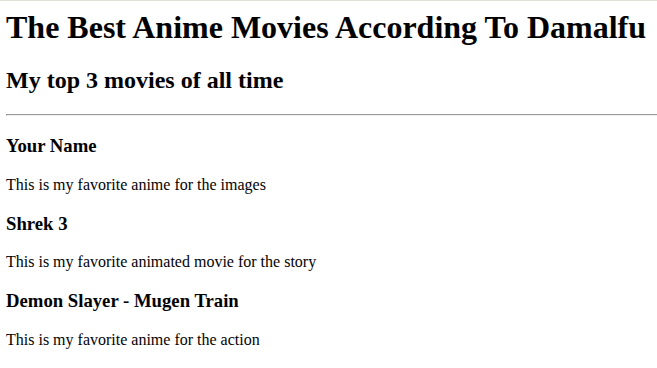 The Best Anime Movies According To Damalfu
My top 3 movies of all time
Your Name
This is my favorite anime for the images
Shrek 3
This is my favorite animated movie for the story
Demon Slayer - Mugen Train
This is my favorite anime for the action